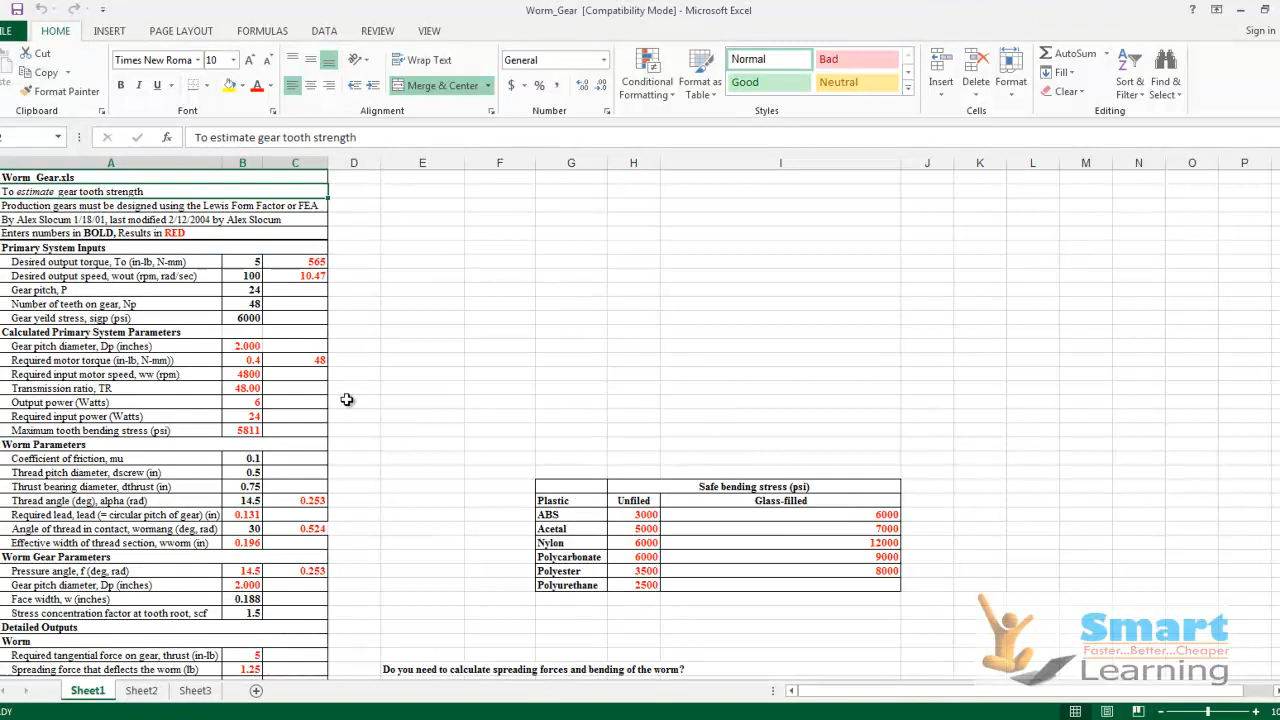 Worm_Gear [Compatibility Mode] - Microsoft Excel
Sign in
HOME INSERT PAGE LAYOUT FORMULAS DATA REVIEW VIEW
Cut
Copy
Format Painter
Clipboard
Times New Roma 10
B I U
Font
Wrap Text
Merge & Center
Alignment
General
$ % ,
Number
Conditional Formatting
Format as Table
Normal Bad
Good Neutral
Styles
Insert Delete Format
Cells
AutoSum
Fill
Clear
Sort & Filter
Find & Select
Editing
fx To estimate gear tooth strength
A B C D E F G H I J K L M N O P
Worm_Gear.xls
To estimate gear tooth strength
Production gears must be designed using the Lewis Form Factor or FEA
By Alex Slocum 1/18/01, last modified 2/12/2004 by Alex Slocum
Enters numbers in BOLD, Results in RED
Primary System Inputs
Desired output torque, To (in-lb, N-mm) 5 565
Desired output speed, wout (rpm, rad/sec) 100 10.47
Gear pitch, P 24
Number of teeth on gear, Np 48
Gear yeild stress, sigp (psi) 6000
Calculated Primary System Parameters
Gear pitch diameter, Dp (inches) 2.000
Required motor torque (in-lb, N-mm)) 0.4 48
Required input motor speed, ww (rpm) 4800
Transmission ratio, TR 48.00
Output power (Watts) 6
Required input power (Watts) 24
Maximum tooth bending stress (psi) 5811
Worm Parameters
Coefficient of friction, mu 0.1
Thread pitch diameter, dscrew (in) 0.5
Thrust bearing diameter, dthrust (in) 0.75
Thread angle (deg), alpha (rad) 14.5 0.253
Required lead, lead (= circular pitch of gear) (in) 0.131
Angle of thread in contact, wormang (deg, rad) 30 0.524
Effective width of thread section, wworm (in) 0.196
Worm Gear Parameters
Pressure angle, f (deg, rad) 14.5 0.253
Gear pitch diameter, Dp (inches) 2.000
Face width, w (inches) 0.188
Stress concentration factor at tooth root, scf 1.5
Detailed Outputs
Worm
Required tangential force on gear, thrust (in-lb) 5
Spreading force that deflects the worm (lb) 1.25
Safe bending stress (psi)
Plastic Unfiled Glass-filled
ABS 3000 6000
Acetal 5000 7000
Nylon 6000 12000
Polycarbonate 6000 9000
Polyester 3500 8000
Polyurethane 2500
Do you need to calculate spreading forces and bending of the worm?
Smart
Faster...Better...Cheaper
Learning
Sheet1 Sheet2 Sheet3